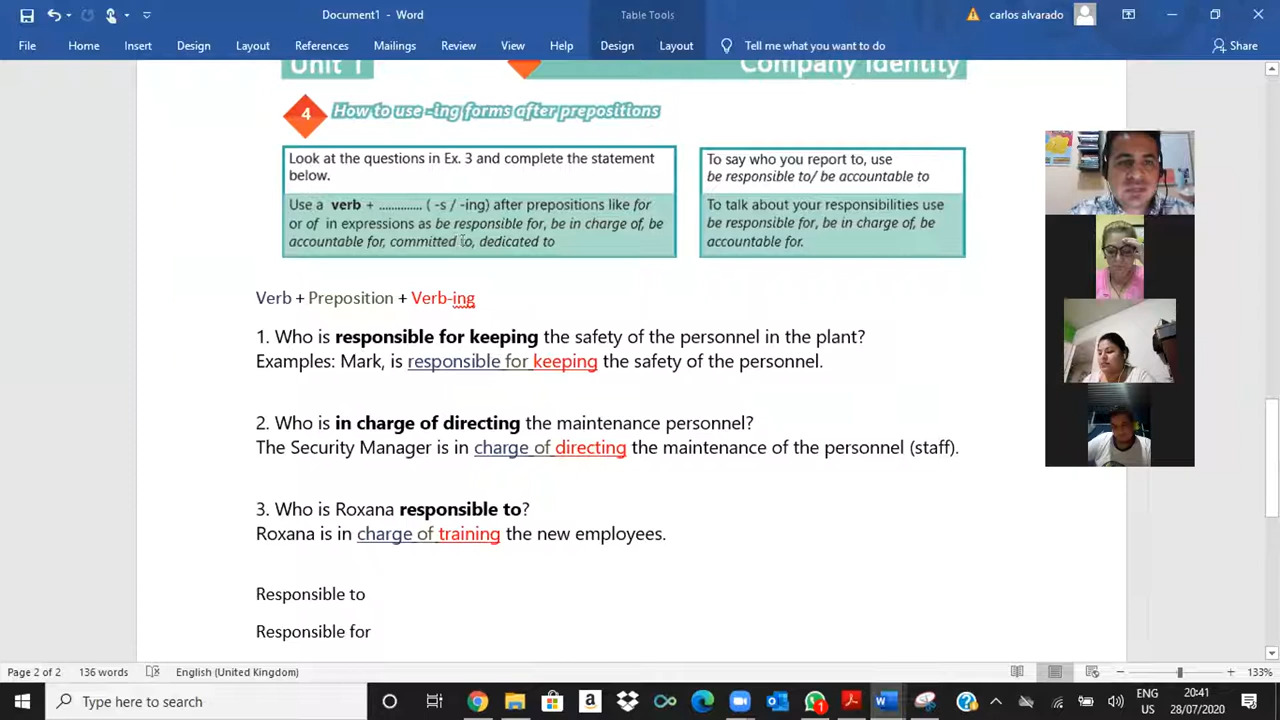 Document1 - Word
Table Tools
carlos alvarado
File
Home
Insert
Design
Layout
References
Mailings
Review
View
Help
Design
Layout
Tell me what you want to do
Share
Unit 1
Company Identity
4
How to use -ing forms after prepositions
Look at the questions in Ex. 3 and complete the statement
below.
Use a verb + .............. ( -s / -ing) after prepositions like for
or of in expressions as be responsible for, be in charge of, be
accountable for, committed to, dedicated to
To say who you report to, use
be responsible to/ be accountable to
To talk about your responsibilities use
be responsible for, be in charge of, be
accountable for.
Verb + Preposition + Verb-ing
1. Who is responsible for keeping the safety of the personnel in the plant?
Examples: Mark, is responsible for keeping the safety of the personnel.
2. Who is in charge of directing the maintenance personnel?
The Security Manager is in charge of directing the maintenance of the personnel (staff).
3. Who is Roxana responsible to?
Roxana is in charge of training the new employees.
Responsible to
Responsible for
Page 2 of 2
136 words
English (United Kingdom)
133%
Type here to search
ENG
US
20:41
28/07/2020